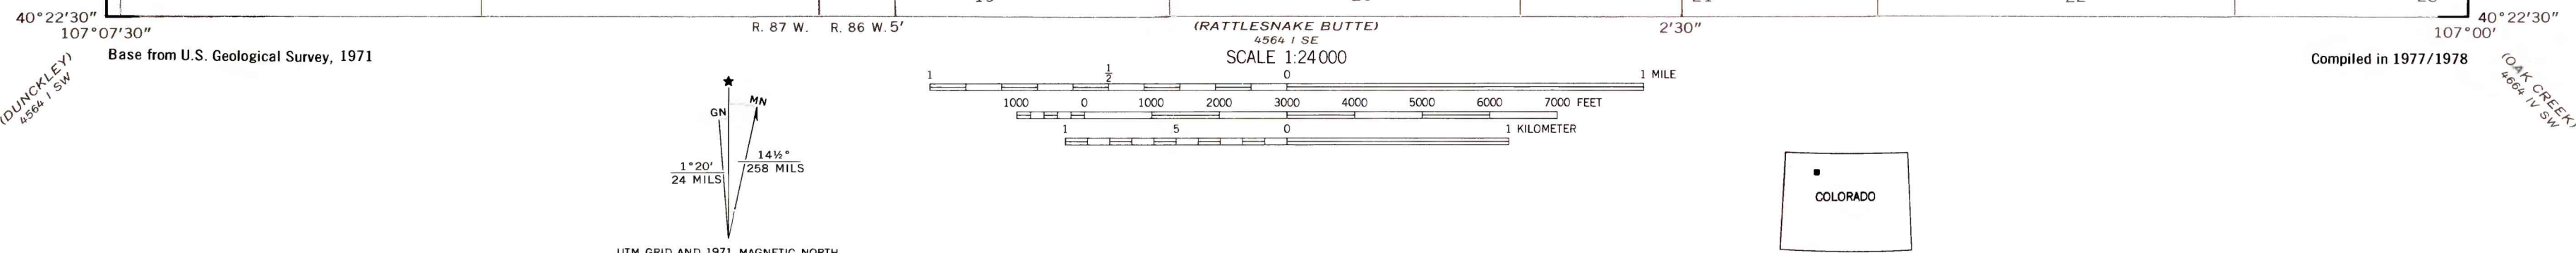 40°22'30"
107°07'30"
R. 87 W. R. 86 W. 5'
(RATTLESNAKE BUTTE)
4564 I SE
2'30"
40°22'30"
107°00'
(DUNCKLEY)
4564 I SW
Base from U.S. Geological Survey, 1971
SCALE 1:24 000
Compiled in 1977/1978
(OAK CREEK)
4664 IV SW
1 1/2 0 1 MILE
1000 0 1000 2000 3000 4000 5000 6000 7000 FEET
1 5 0 1 KILOMETER
GN
MN
1°20'
24 MILS
14½°
258 MILS
UTM GRID AND 1971 MAGNETIC NORTH
COLORADO